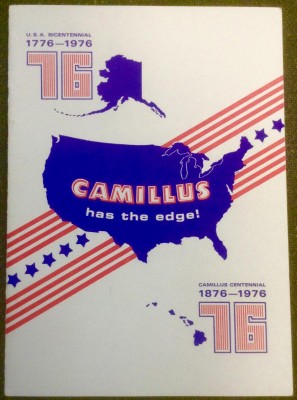 U.S.A. BICENTENNIAL
1776—1976
76
CAMILLUS
has the edge!
CAMILLUS CENTENNIAL
1876—1976
76